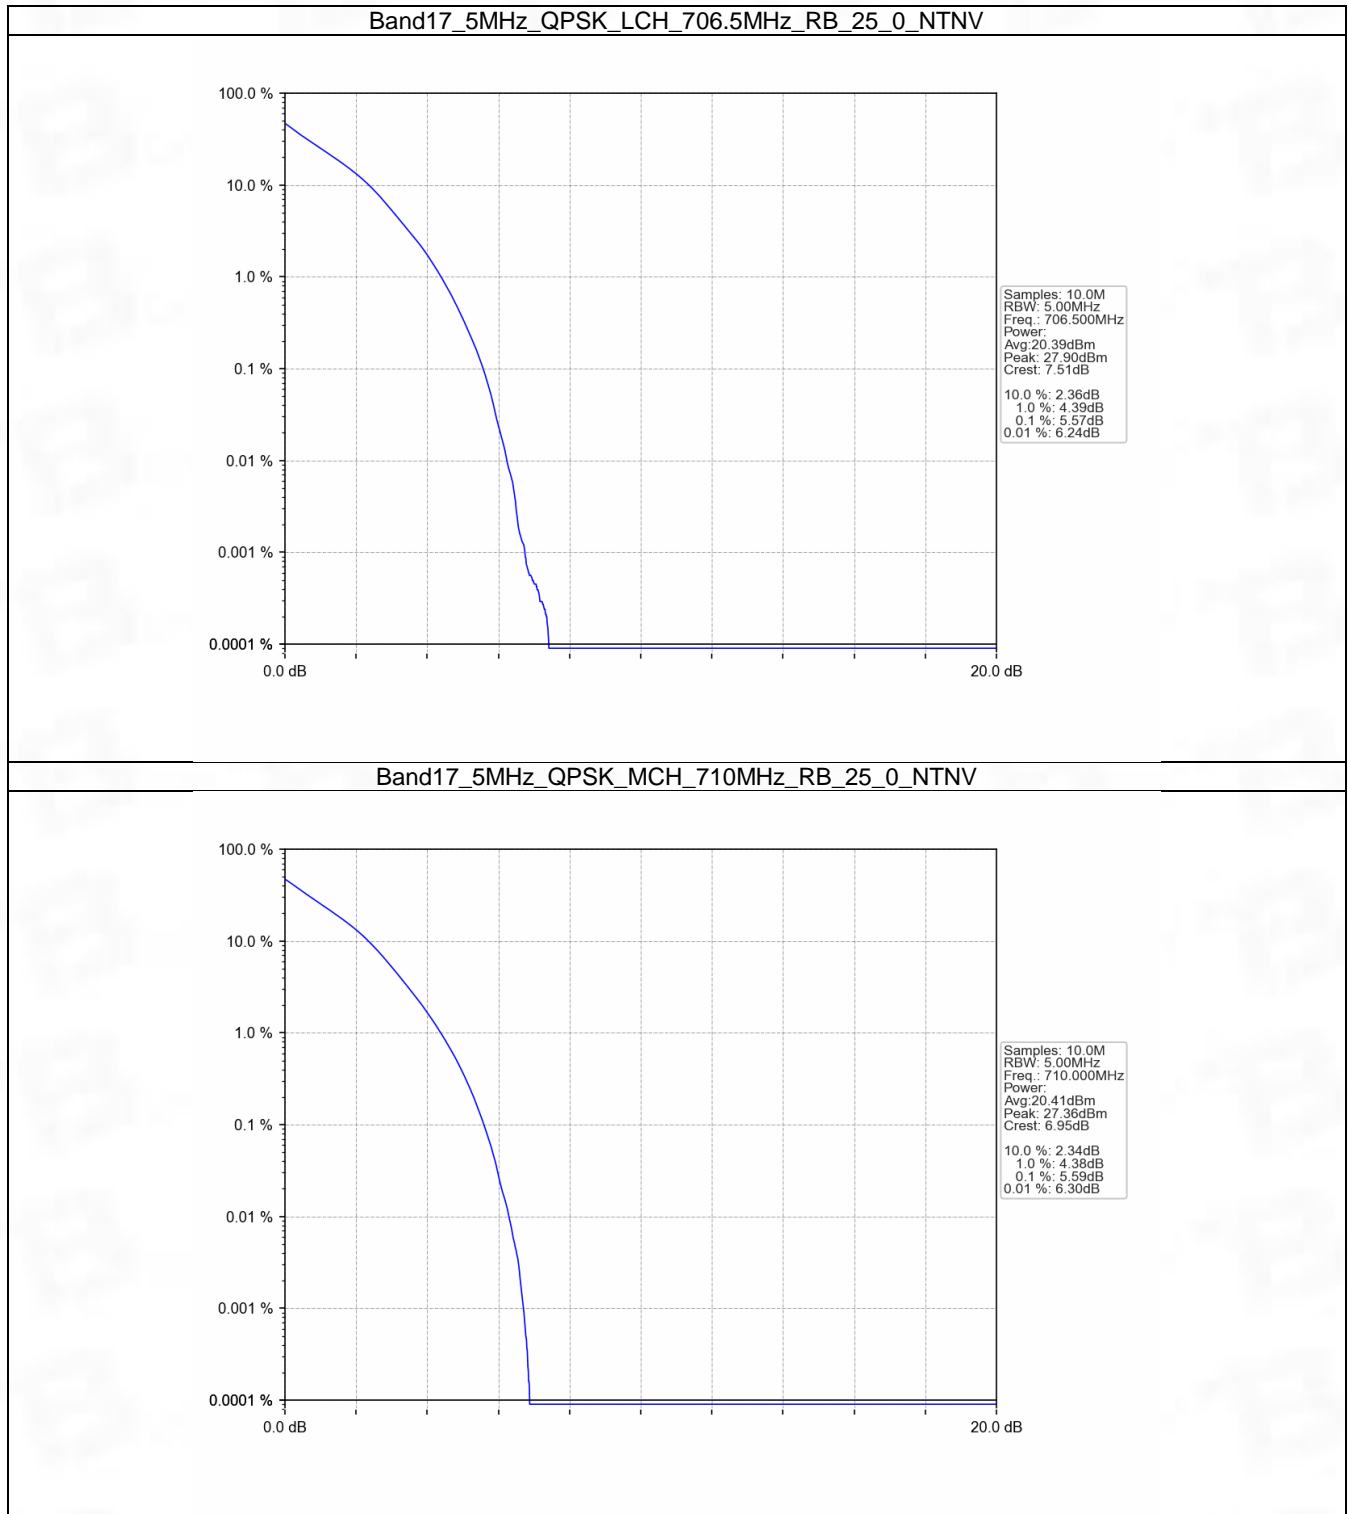 Band17_5MHz_QPSK_LCH_706.5MHz_RB_25_0_NTNV
100.0 %
10.0 %
1.0 %
0.1 %
0.01 %
0.001 %
0.0001 %
0.0 dB
20.0 dB
Samples: 10.0M
RBW: 5.00MHz
Freq.: 706.500MHz
Power:
Avg:20.39dBm
Peak: 27.90dBm
Crest: 7.51dB
10.0 %: 2.36dB
1.0 %: 4.39dB
0.1 %: 5.57dB
0.01 %: 6.24dB
Band17_5MHz_QPSK_MCH_710MHz_RB_25_0_NTNV
100.0 %
10.0 %
1.0 %
0.1 %
0.01 %
0.001 %
0.0001 %
0.0 dB
20.0 dB
Samples: 10.0M
RBW: 5.00MHz
Freq.: 710.000MHz
Power:
Avg:20.41dBm
Peak: 27.36dBm
Crest: 6.95dB
10.0 %: 2.34dB
1.0 %: 4.38dB
0.1 %: 5.59dB
0.01 %: 6.30dB